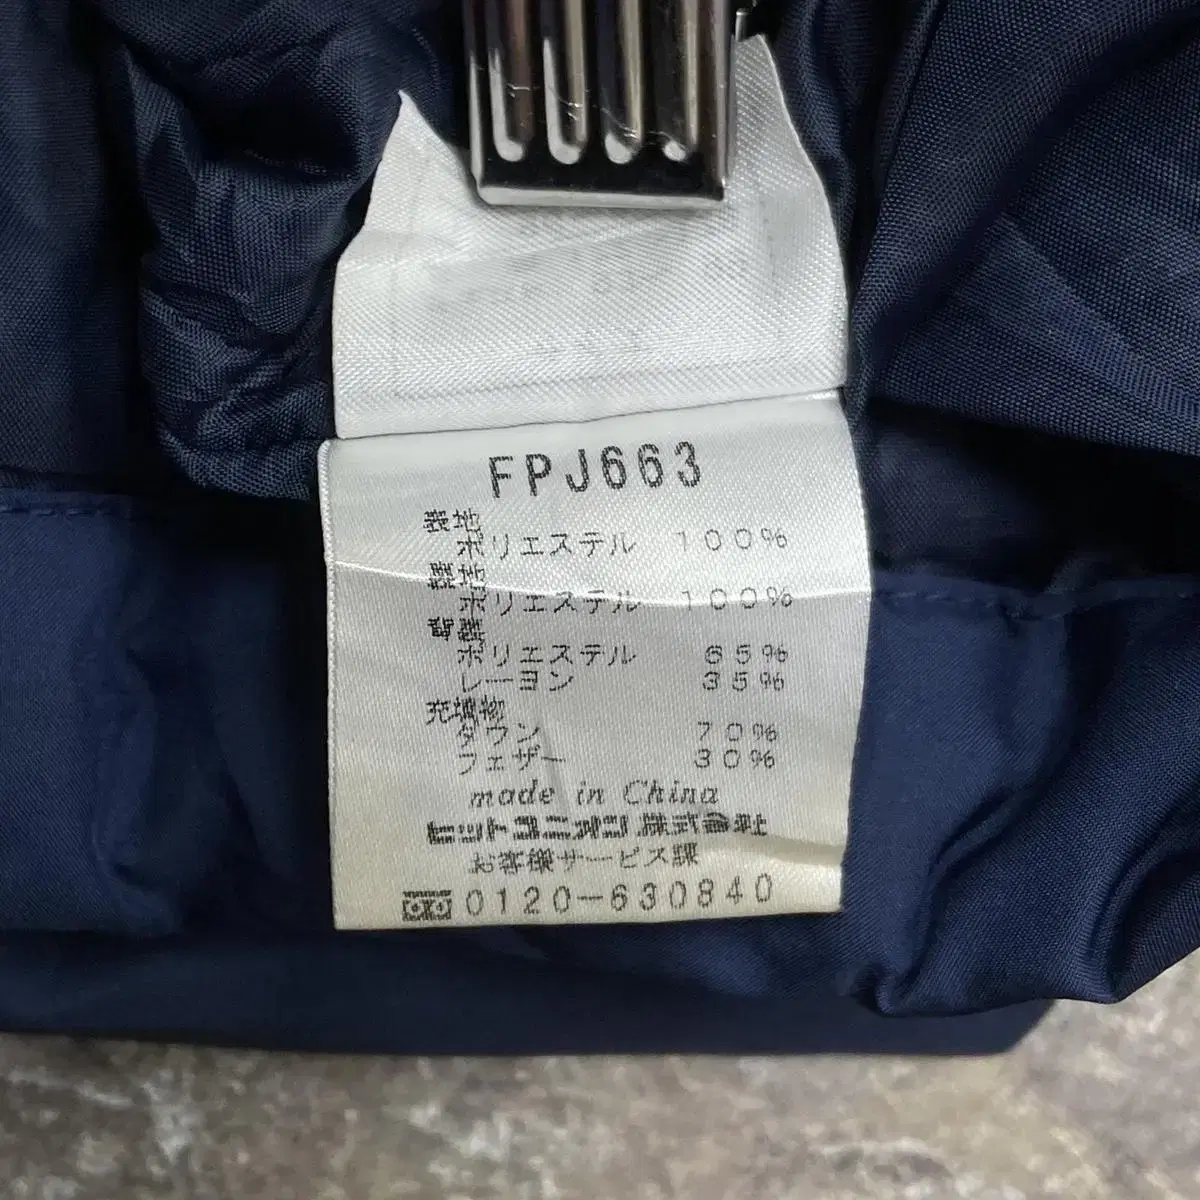 FPJ663
表地
ポリエステル 100%
裏地
ポリエステル 100%
背裏
ポリエステル 65%
レーヨン 35%
充填物
ダウン 70%
フェザー 30%
made in China
ヒットユニオン株式会社
お客様サービス課
0120-630840